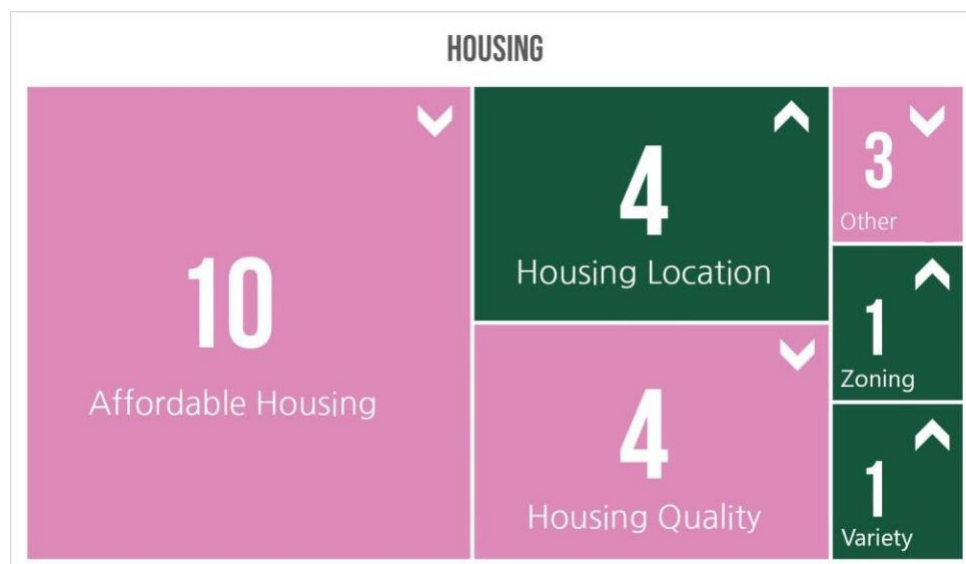 HOUSING
10
Affordable Housing
4
Housing Location
4
Housing Quality
3
Other
1
Zoning
1
Variety